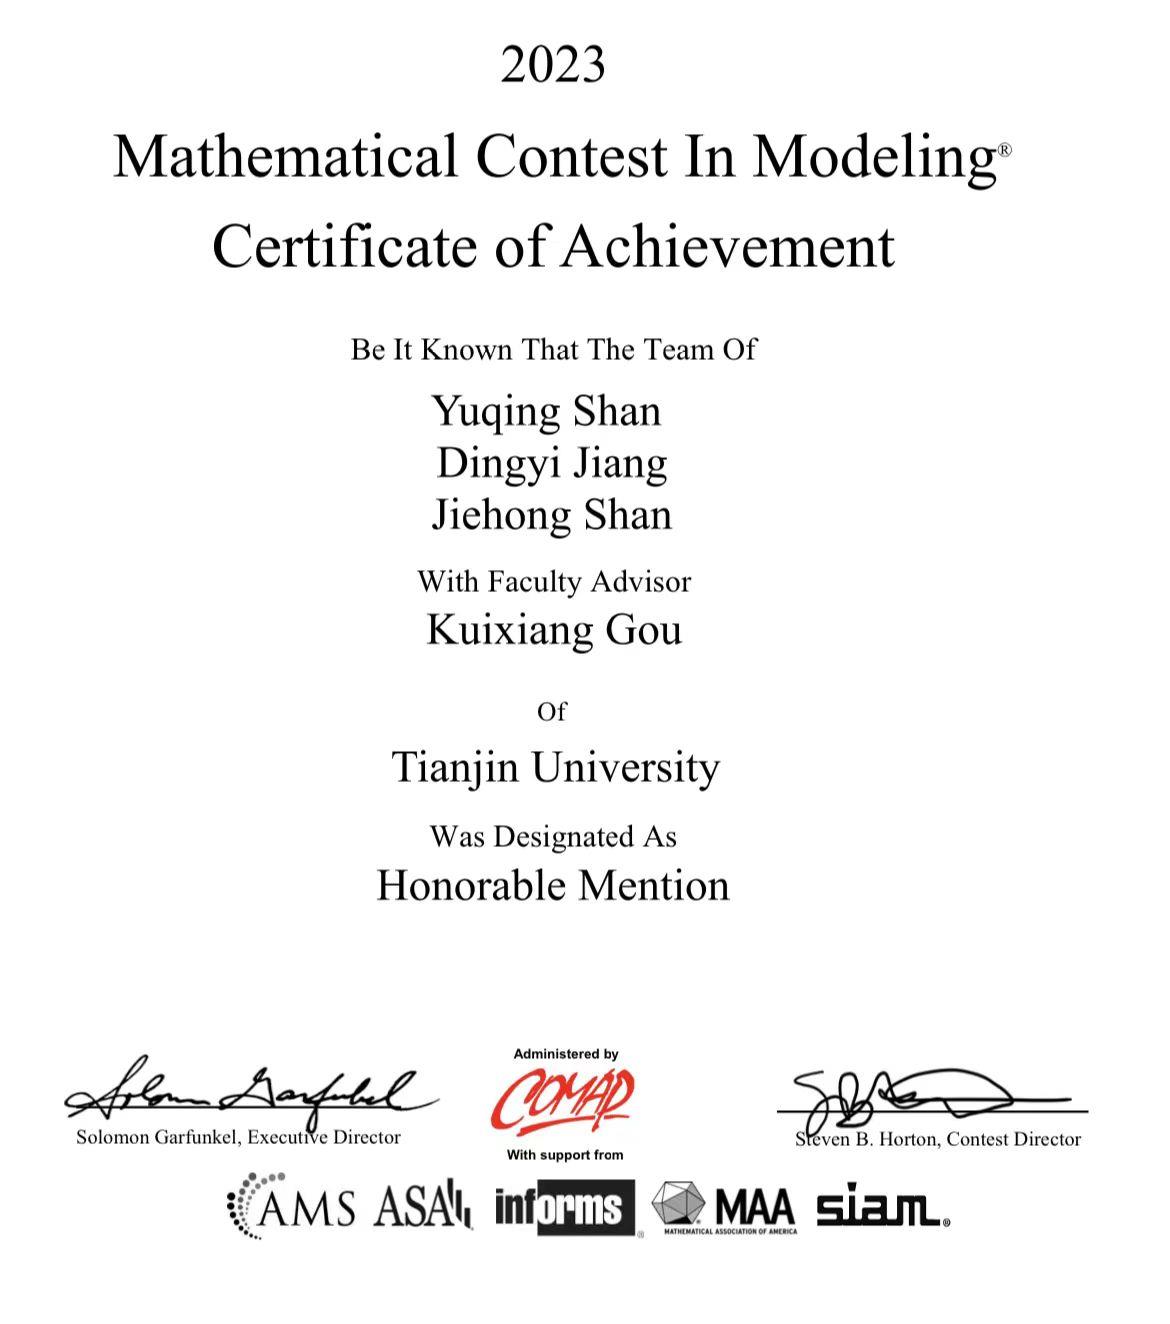 2023
Mathematical Contest In Modeling®
Certificate of Achievement
Be It Known That The Team Of
Yuqing Shan
Dingyi Jiang
Jiehong Shan
With Faculty Advisor
Kuixiang Gou
Of
Tianjin University
Was Designated As
Honorable Mention
Administered by
COMAP
Solomon Garfunkel
Solomon Garfunkel, Executive Director
Steven B. Horton, Contest Director
With support from
AMS ASA informs® MAA siam®
MATHEMATICAL ASSOCIATION OF AMERICA